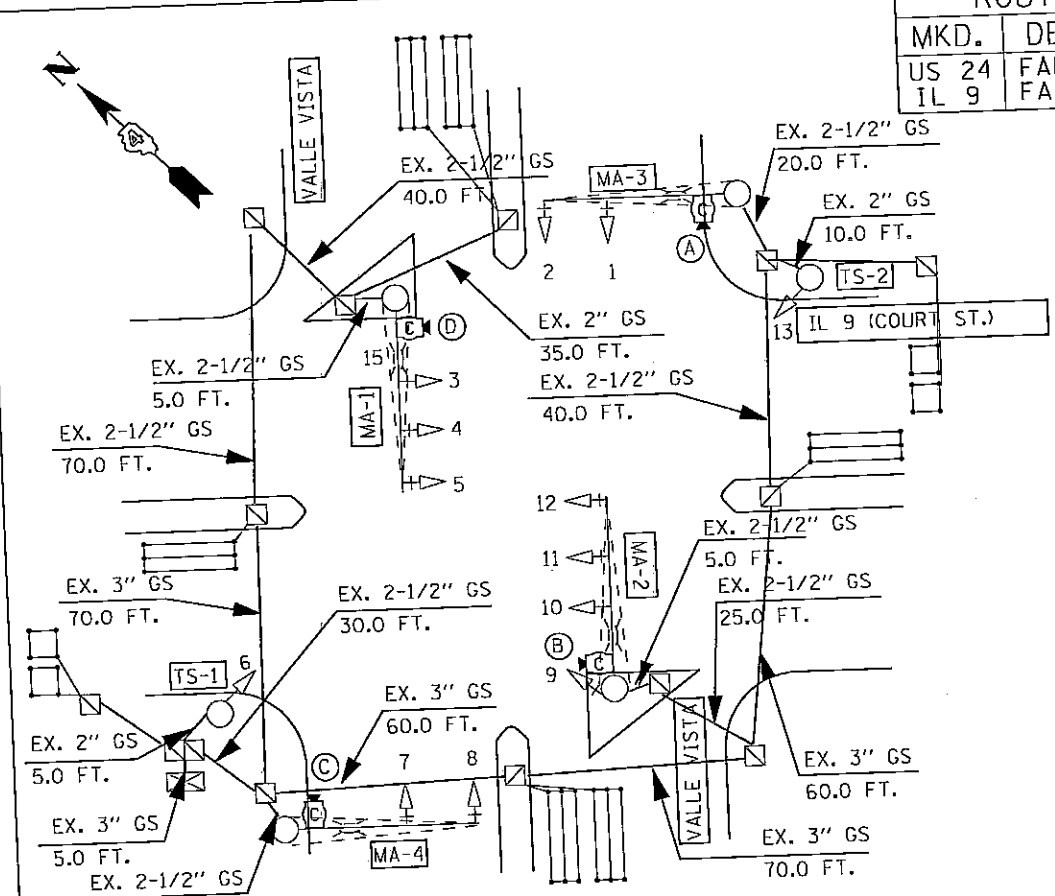 MKD.
US 24
IL 9
N
VALLE VISTA
EX. 2-1/2" GS
40.0 FT.
MA-3
EX. 2-1/2" GS
20.0 FT.
EX. 2" GS
10.0 FT.
2
1
A
C
TS-2
13
IL 9 (COURT ST.)
D
C
EX. 2" GS
35.0 FT.
15
3
EX. 2-1/2" GS
5.0 FT.
MA-1
EX. 2-1/2" GS
40.0 FT.
4
EX. 2-1/2" GS
70.0 FT.
5
12
EX. 2-1/2" GS
5.0 FT.
11
MA-2
EX. 3" GS
70.0 FT.
EX. 2-1/2" GS
30.0 FT.
EX. 2-1/2" GS
25.0 FT.
10
B
C
9
TS-1
6
EX. 3" GS
60.0 FT.
EX. 2" GS
5.0 FT.
C
7
8
VALLE VISTA
EX. 3" GS
60.0 FT.
C
EX. 3" GS
5.0 FT.
MA-4
EX. 3" GS
70.0 FT.
EX. 2-1/2" GS